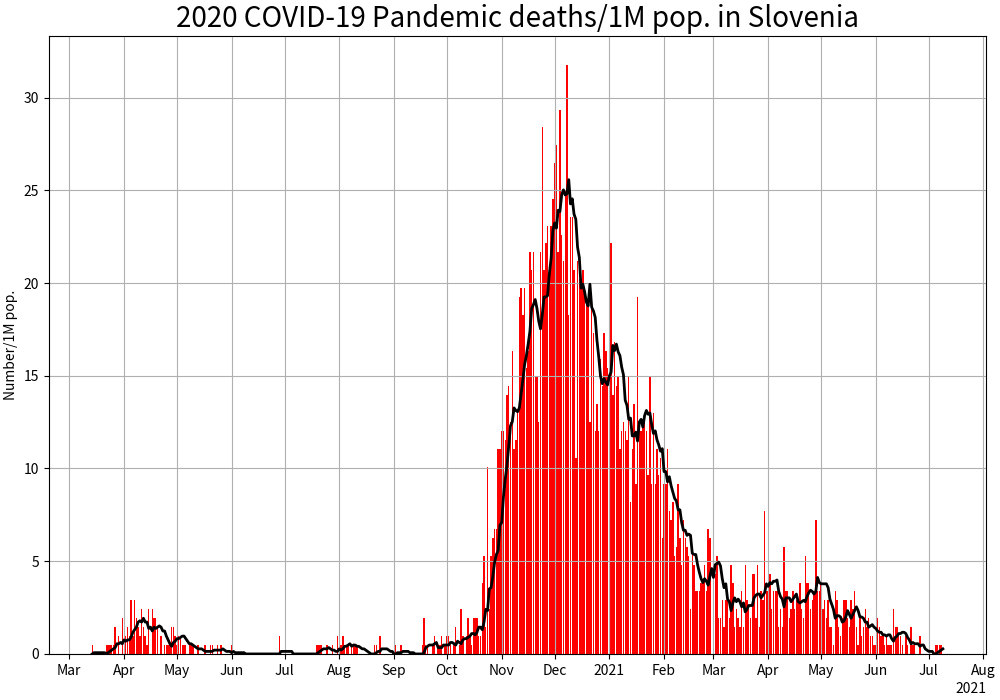 2020 COVID-19 Pandemic deaths/1M pop. in Slovenia
Number/1M pop.
30
25
20
15
10
5
0
Mar Apr May Jun Jul Aug Sep Oct Nov Dec 2021 Feb Mar Apr May Jun Jul Aug
2021